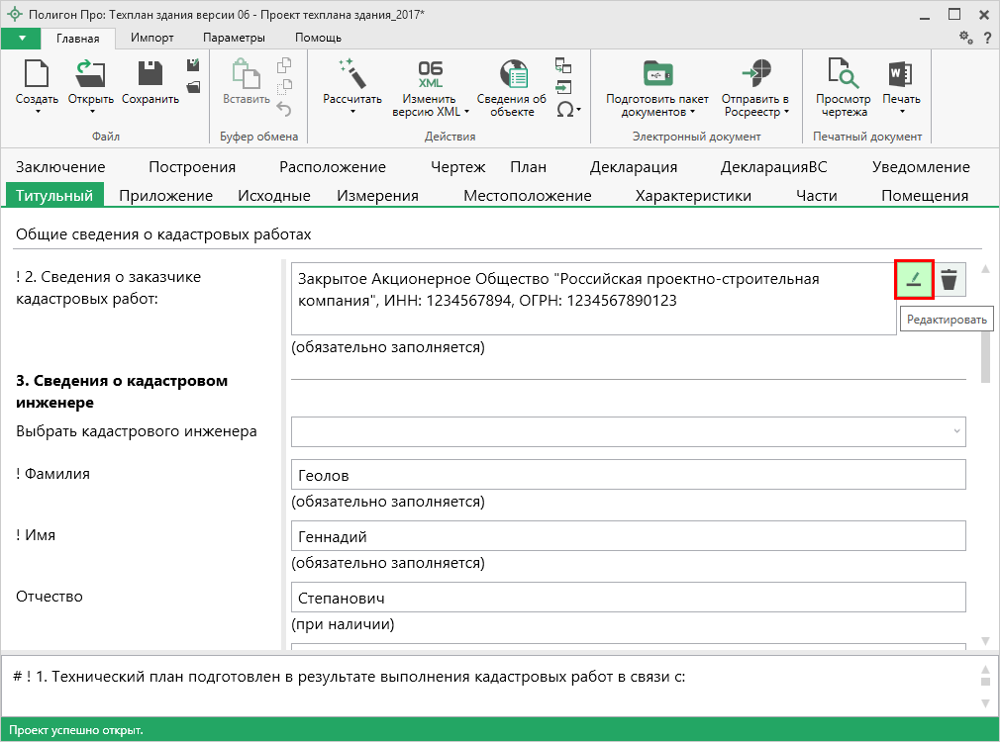 Полигон Про: Техплан здания версии 06 - Проект техплана здания_2017*
Главная Импорт Параметры Помощь
?
Создать Открыть Сохранить
Файл
Вставить
Буфер обмена
Рассчитать
06 XML
Изменить версию XML
Сведения об объекте
Ω
Действия
Подготовить пакет документов
Отправить в Росреестр
Электронный документ
Просмотр чертежа
W
Печать
Печатный документ
Заключение Построения Расположение Чертеж План Декларация ДекларацияВС Уведомление
Титульный Приложение Исходные Измерения Местоположение Характеристики Части Помещения
Общие сведения о кадастровых работах
! 2. Сведения о заказчике
кадастровых работ:
Закрытое Акционерное Общество "Российская проектно-строительная
компания", ИНН: 1234567894, ОГРН: 1234567890123
Редактировать
(обязательно заполняется)
3. Сведения о кадастровом
инженере
Выбрать кадастрового инженера
! Фамилия
Геолов
(обязательно заполняется)
! Имя
Геннадий
(обязательно заполняется)
Отчество
Степанович
(при наличии)
# ! 1. Технический план подготовлен в результате выполнения кадастровых работ в связи с:
Проект успешно открыт.